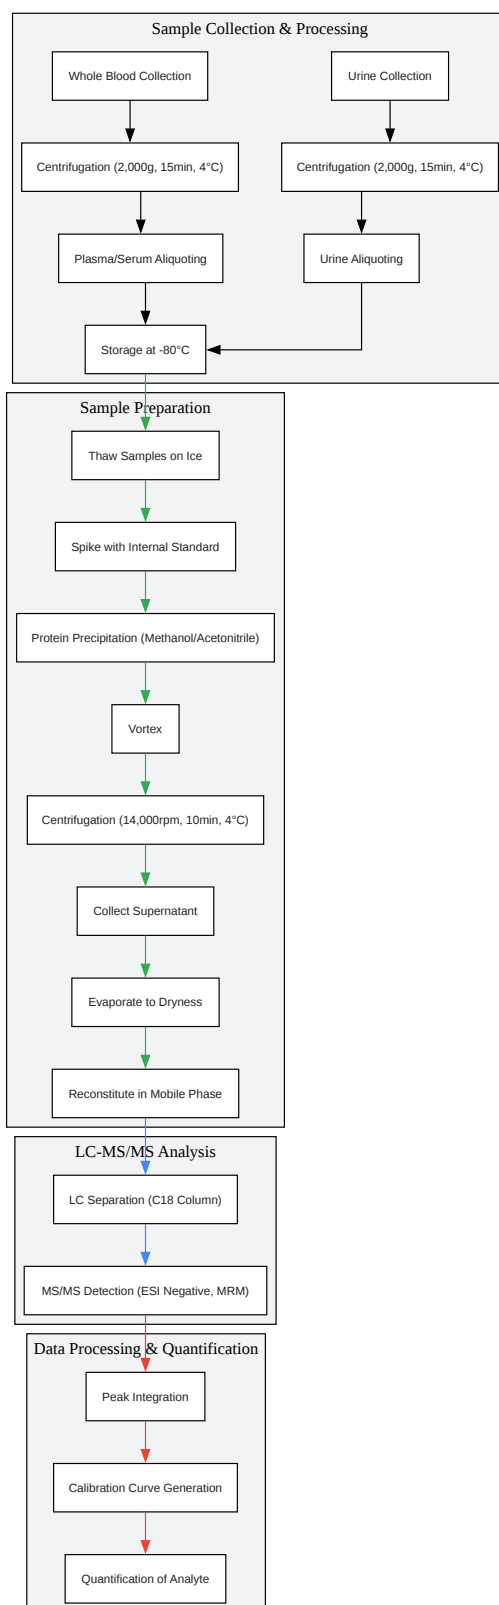 Sample Collection & Processing
Whole Blood Collection
Urine Collection
Centrifugation (2,000g, 15min, 4°C)
Centrifugation (2,000g, 15min, 4°C)
Plasma/Serum Aliquoting
Urine Aliquoting
Storage at -80°C
Sample Preparation
Thaw Samples on Ice
Spike with Internal Standard
Protein Precipitation (Methanol/Acetonitrile)
Vortex
Centrifugation (14,000rpm, 10min, 4°C)
Collect Supernatant
Evaporate to Dryness
Reconstitute in Mobile Phase
LC-MS/MS Analysis
LC Separation (C18 Column)
MS/MS Detection (ESI Negative, MRM)
Data Processing & Quantification
Peak Integration
Calibration Curve Generation
Quantification of Analyte